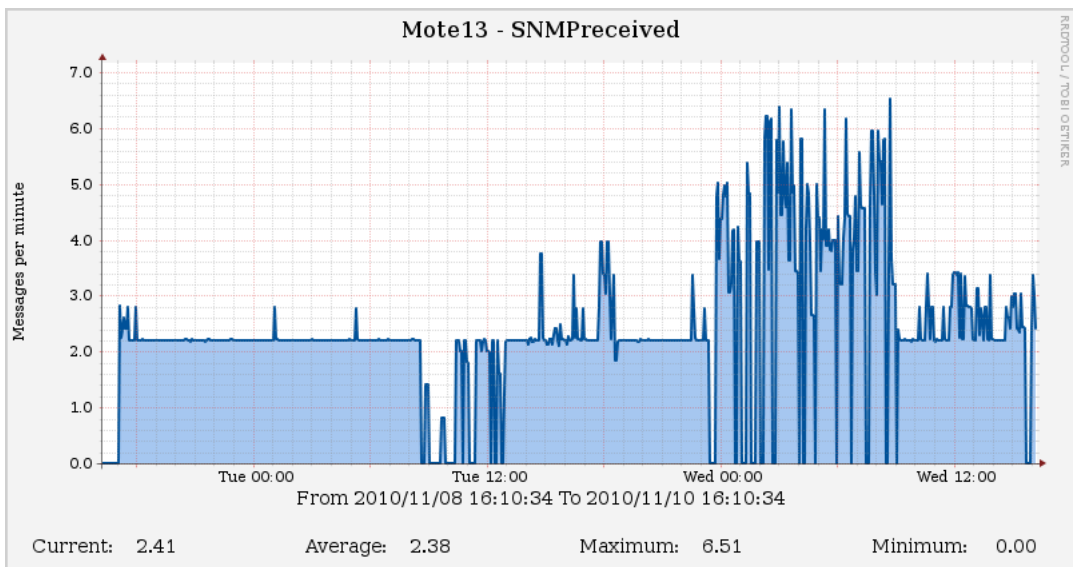 Mote13 - SNMPreceived
RRDTOOL / TOBI OETIKER
Messages per minute
7.0
6.0
5.0
4.0
3.0
2.0
1.0
0.0
Tue 00:00 Tue 12:00 Wed 00:00 Wed 12:00
From 2010/11/08 16:10:34 To 2010/11/10 16:10:34
Current: 2.41 Average: 2.38 Maximum: 6.51 Minimum: 0.00